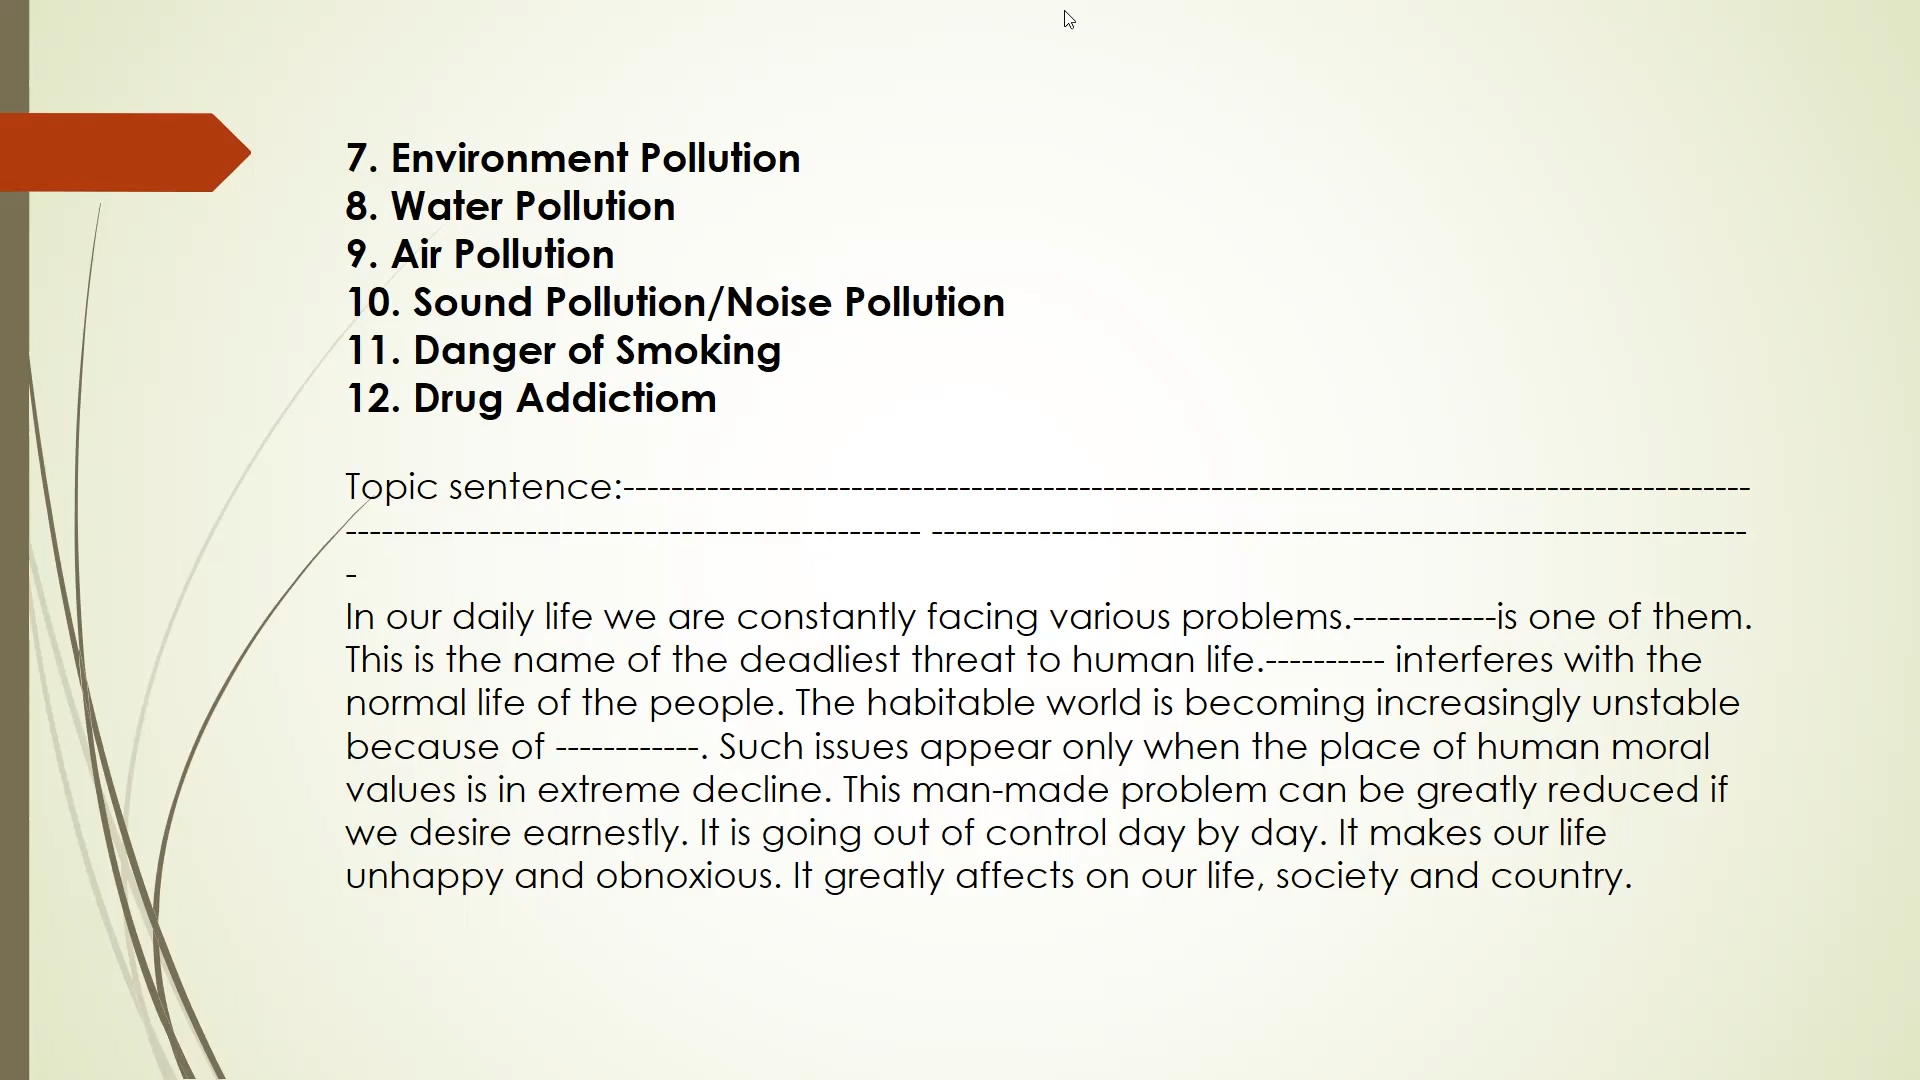 7. Environment Pollution
8. Water Pollution
9. Air Pollution
10. Sound Pollution/Noise Pollution
11. Danger of Smoking
12. Drug Addictiom
Topic sentence:----------------------------------------------------------------------------------------------
------------------------------------------------ --------------------------------------------------------------------
-
In our daily life we are constantly facing various problems.------------is one of them.
This is the name of the deadliest threat to human life.---------- interferes with the
normal life of the people. The habitable world is becoming increasingly unstable
because of ------------. Such issues appear only when the place of human moral
values is in extreme decline. This man-made problem can be greatly reduced if
we desire earnestly. It is going out of control day by day. It makes our life
unhappy and obnoxious. It greatly affects on our life, society and country.